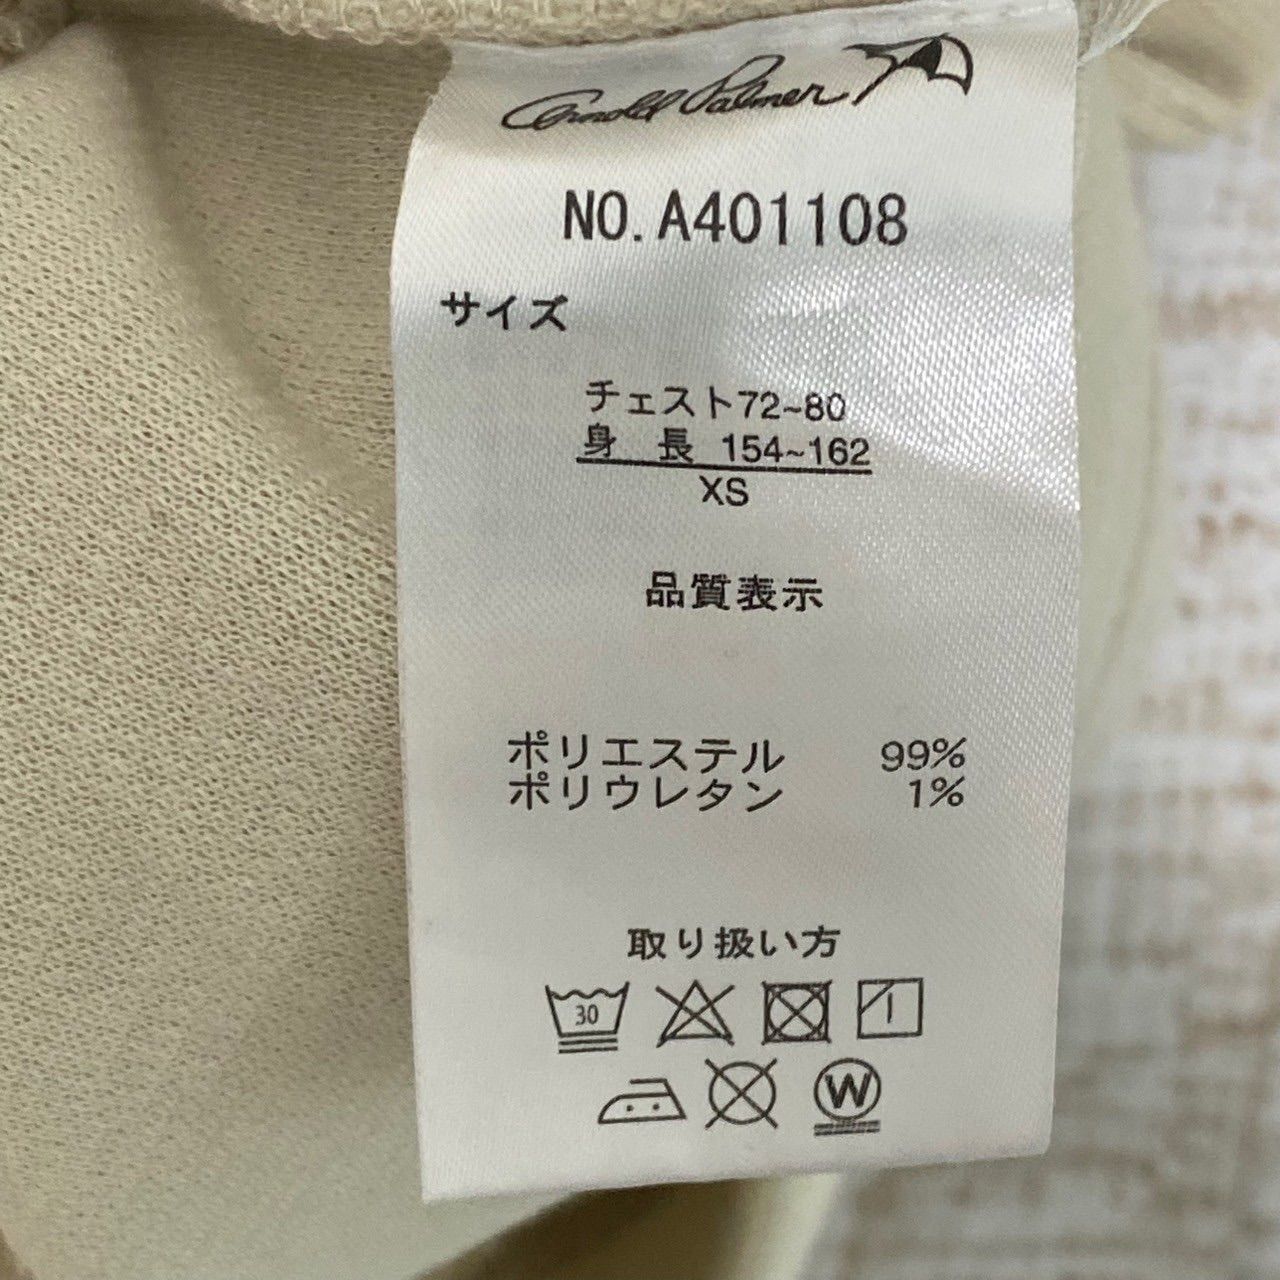 Arnold Palmer
NO.A401108
サイズ
チェスト72~80
身 長 154~162
XS
品質表示
ポリエステル 99%
ポリウレタン 1%
取り扱い方
30
W